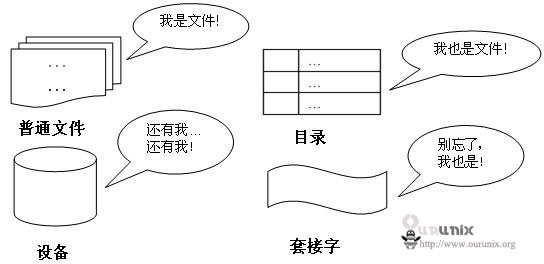 我是文件!
...
...
普通文件
我也是文件!
...
...
目录
还有我...
还有我!
设备
别忘了,
我也是!
套接字
OURUNIX
http://www.ourunix.org